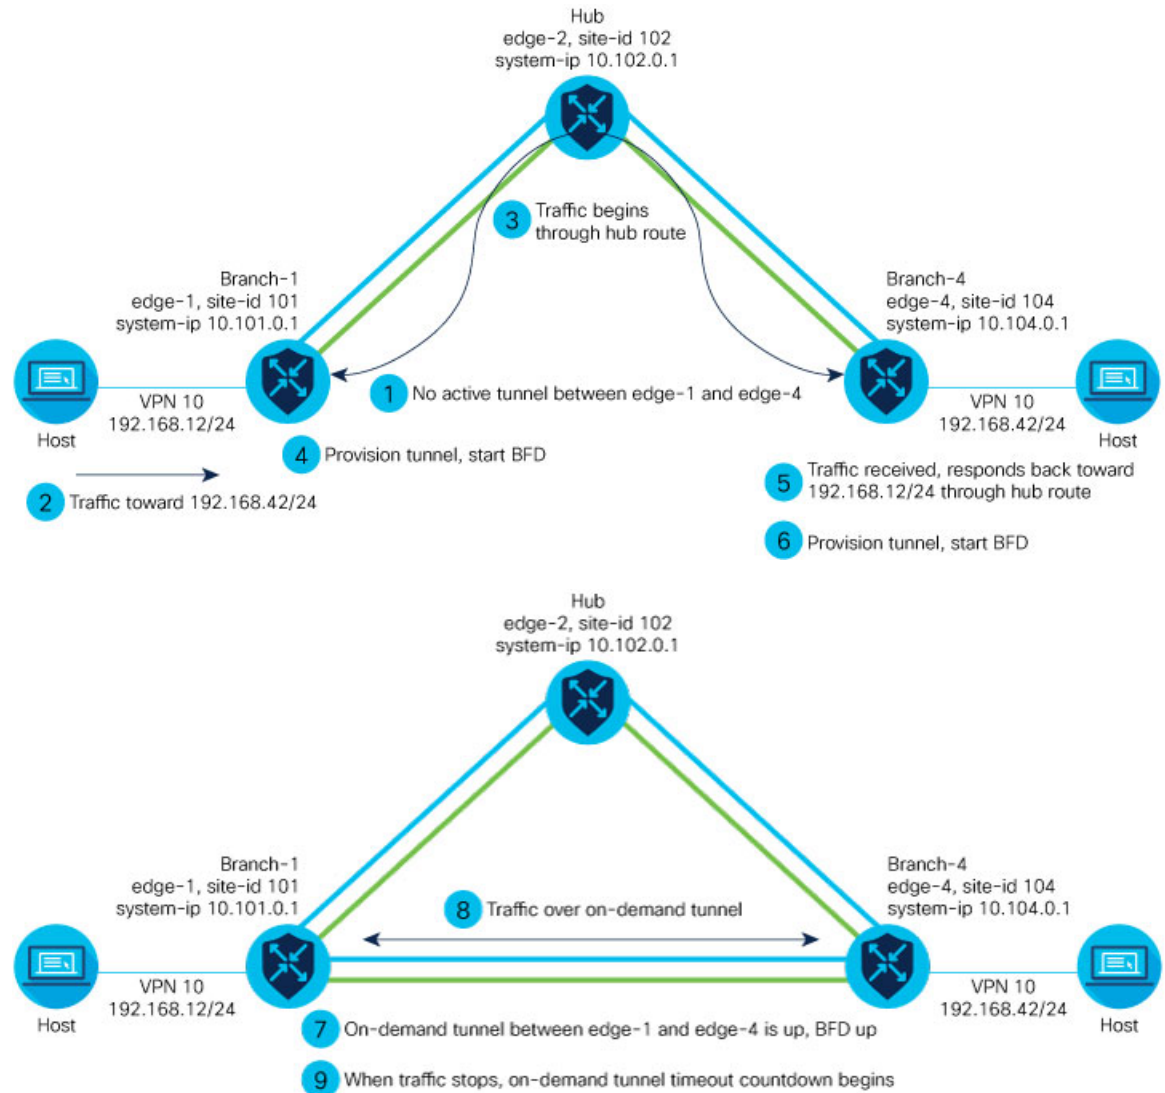 Hub
edge-2, site-id 102
system-ip 10.102.0.1
3 Traffic begins
through hub route
Branch-1
edge-1, site-id 101
system-ip 10.101.0.1
Branch-4
edge-4, site-id 104
system-ip 10.104.0.1
1 No active tunnel between edge-1 and edge-4
VPN 10
192.168.12/24
Host
VPN 10
192.168.42/24
Host
4 Provision tunnel, start BFD
2 Traffic toward 192.168.42/24
5 Traffic received, responds back toward
192.168.12/24 through hub route
6 Provision tunnel, start BFD
Hub
edge-2, site-id 102
system-ip 10.102.0.1
Branch-1
edge-1, site-id 101
system-ip 10.101.0.1
Branch-4
edge-4, site-id 104
system-ip 10.104.0.1
8 Traffic over on-demand tunnel
VPN 10
192.168.12/24
Host
VPN 10
192.168.42/24
Host
7 On-demand tunnel between edge-1 and edge-4 is up, BFD up
9 When traffic stops, on-demand tunnel timeout countdown begins